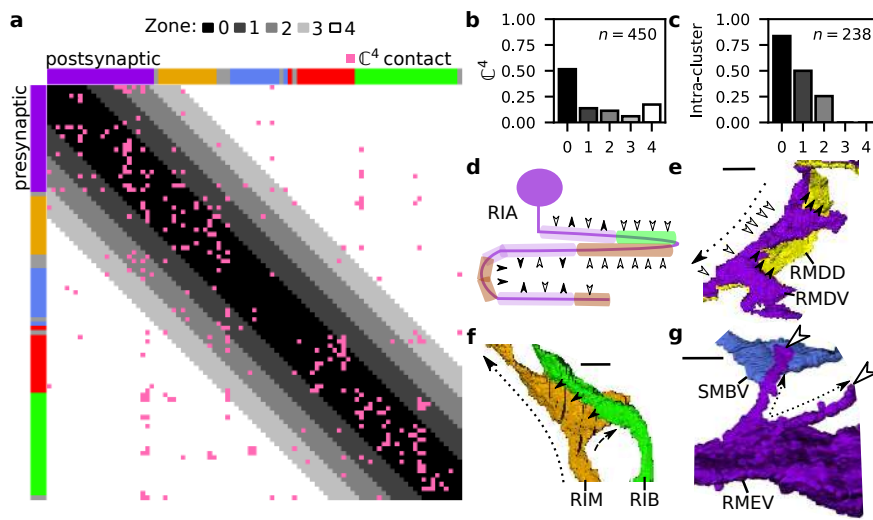 a
Zone: 0 1 2 3 4
postsynaptic
ℂ⁴ contact
presynaptic
b
ℂ⁴
1.00
0.75
0.50
0.25
0.00
n = 450
0 1 2 3 4
c
Intra-cluster
1.00
0.75
0.50
0.25
0.00
n = 238
0 1 2 3 4
d
RIA
e
RMDD
RMDV
f
RIM
RIB
g
SMBV
RMEV